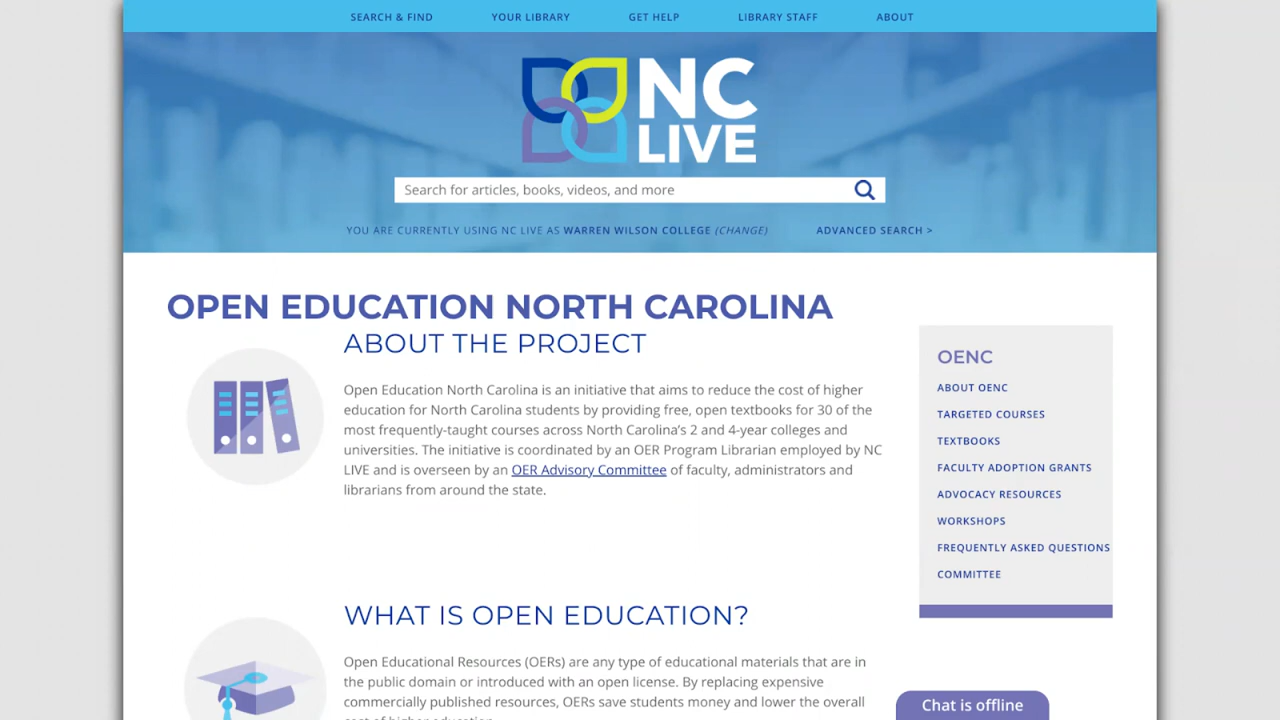 SEARCH & FIND YOUR LIBRARY GET HELP LIBRARY STAFF ABOUT
NC
LIVE
Search for articles, books, videos, and more
YOU ARE CURRENTLY USING NC LIVE AS WARREN WILSON COLLEGE (CHANGE) ADVANCED SEARCH >
OPEN EDUCATION NORTH CAROLINA
ABOUT THE PROJECT
Open Education North Carolina is an initiative that aims to reduce the cost of higher
education for North Carolina students by providing free, open textbooks for 30 of the
most frequently-taught courses across North Carolina’s 2 and 4-year colleges and
universities. The initiative is coordinated by an OER Program Librarian employed by NC
LIVE and is overseen by an OER Advisory Committee of faculty, administrators and
librarians from around the state.
WHAT IS OPEN EDUCATION?
Open Educational Resources (OERs) are any type of educational materials that are in
the public domain or introduced with an open license. By replacing expensive
commercially published resources, OERs save students money and lower the overall
cost of higher education.
OENC
ABOUT OENC
TARGETED COURSES
TEXTBOOKS
FACULTY ADOPTION GRANTS
ADVOCACY RESOURCES
WORKSHOPS
FREQUENTLY ASKED QUESTIONS
COMMITTEE
Chat is offline